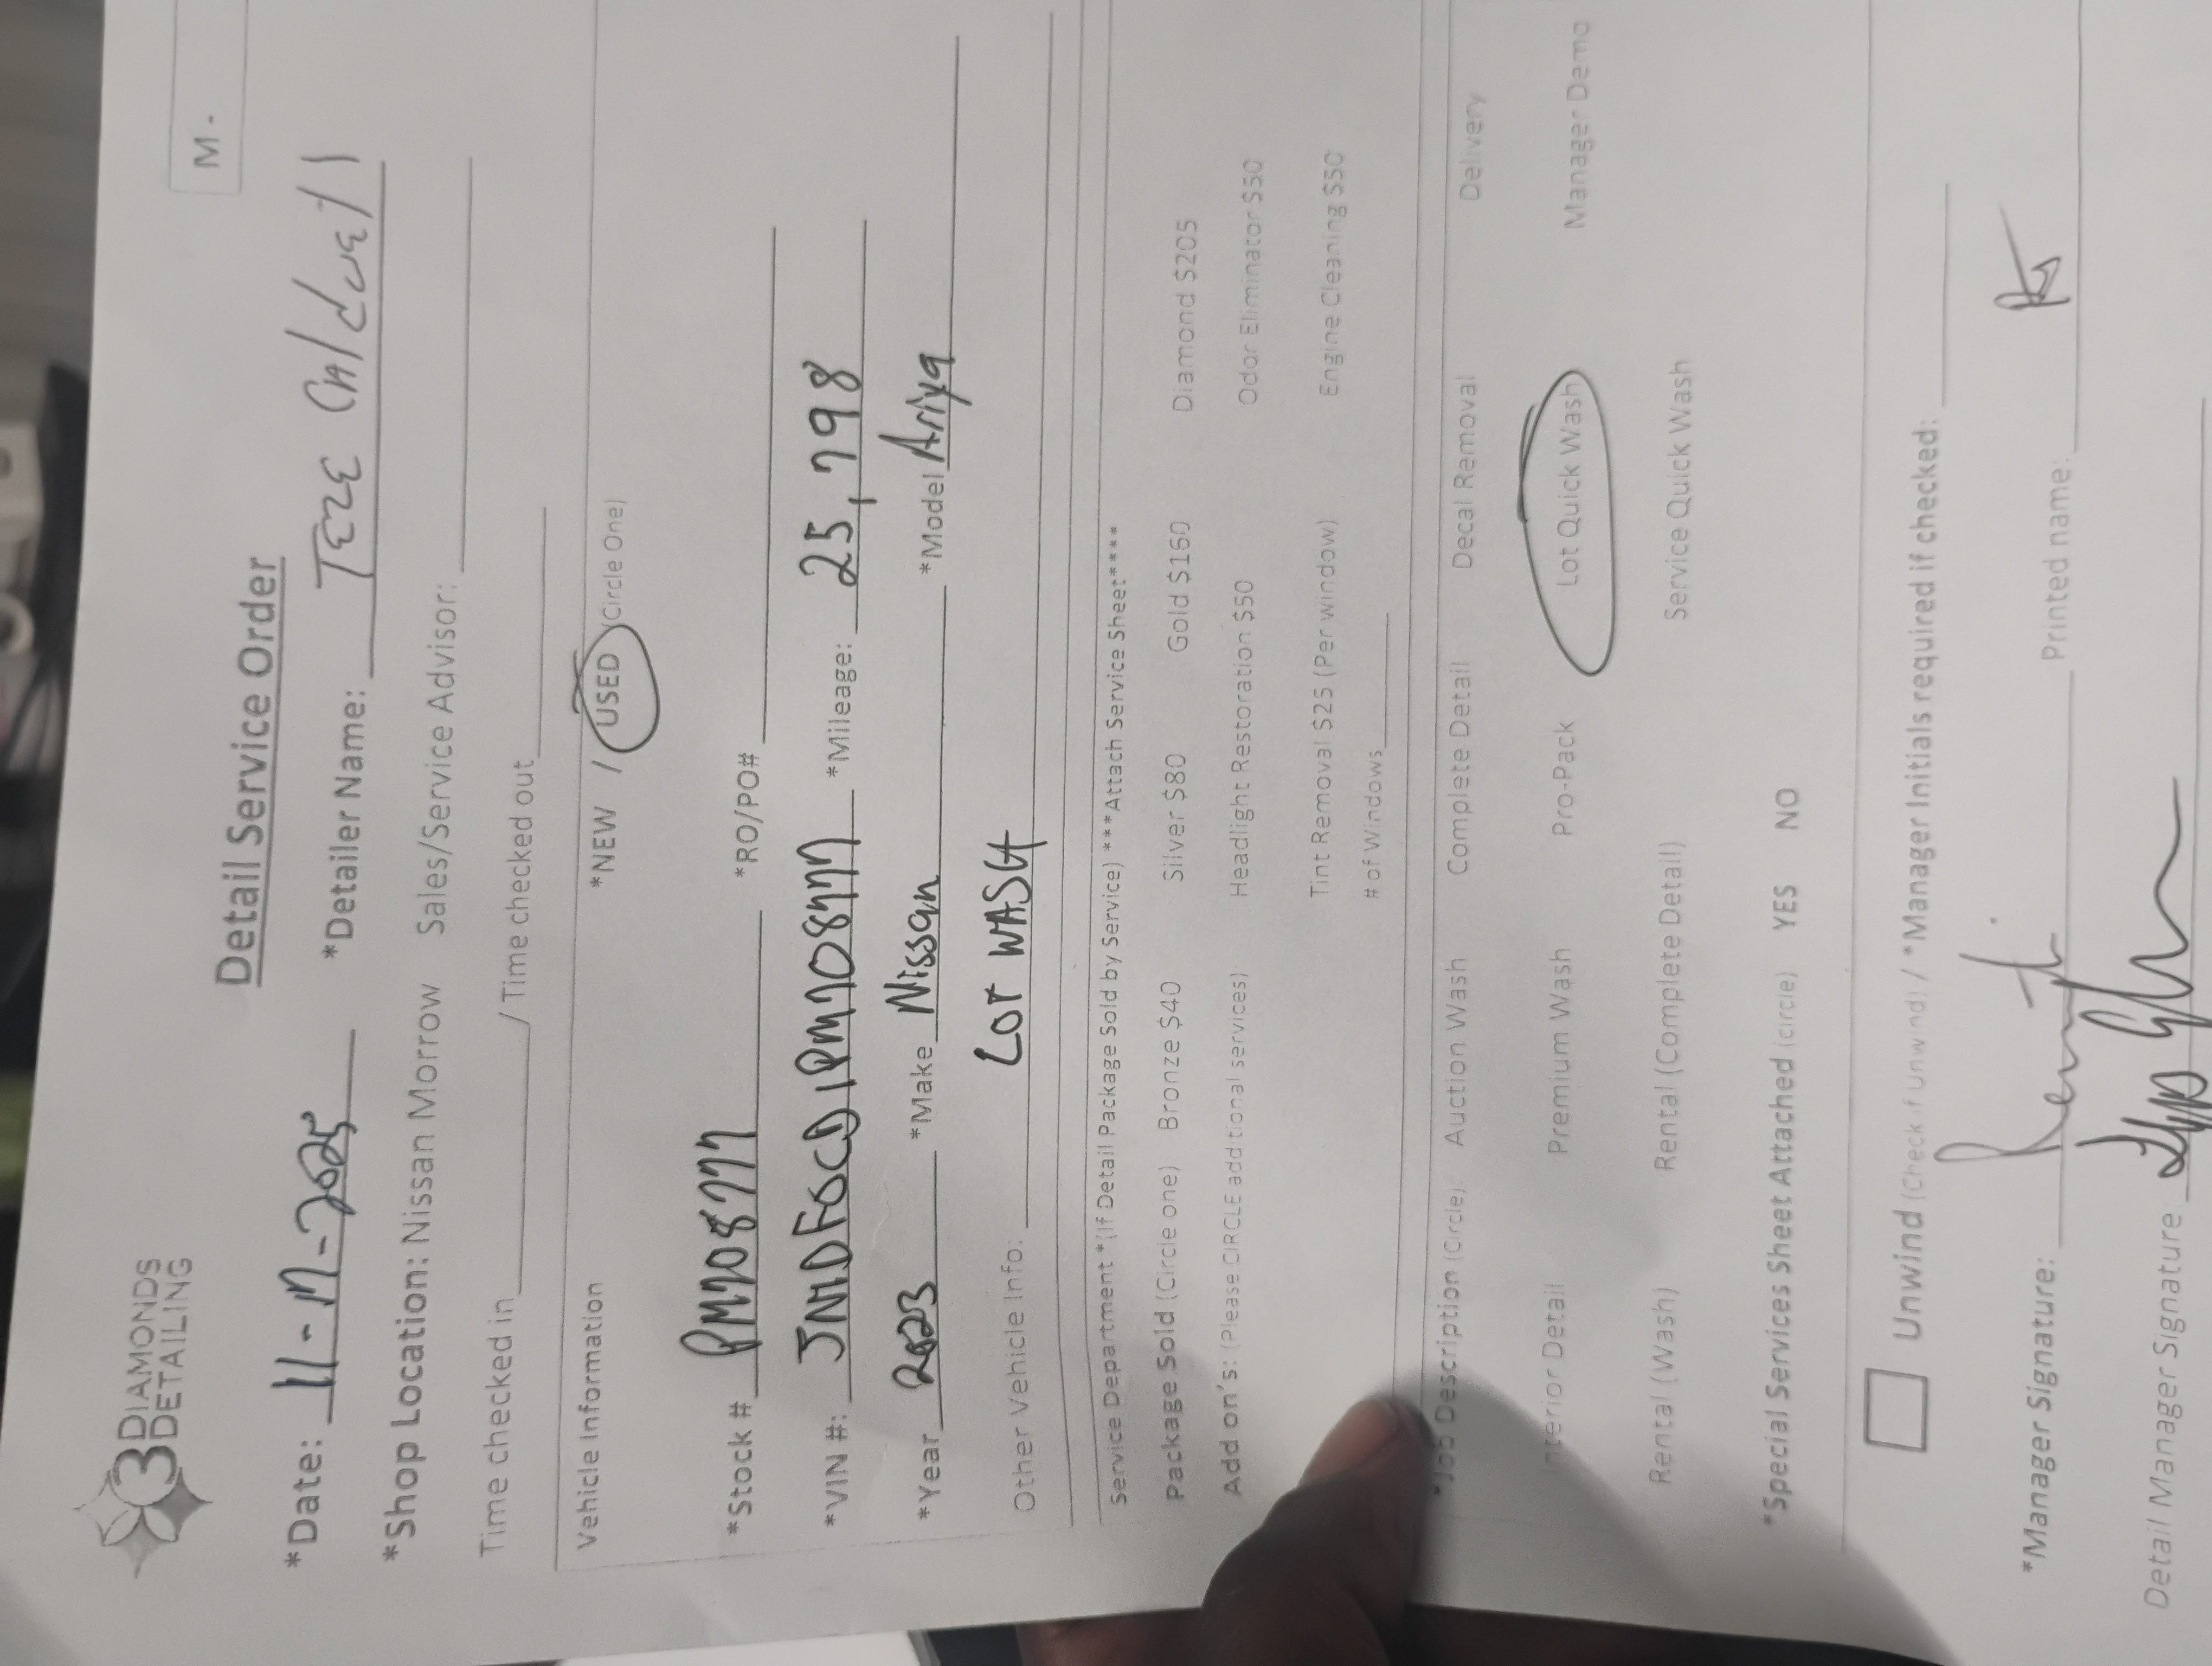 M -
3 DIAMONDS DETAILING
Detail Service Order
*Date: 11-17-2025 *Detailer Name: TEZE CAldwEll
*Shop Location: Nissan Morrow Sales/Service Advisor:
Time checked in / Time checked out
Vehicle Information *NEW / USED (Circle One)
*Stock # PM708777 *RO/PO#
*VIN #: JN1DF0CD1PM708777 *Mileage: 25,798
*Year 2023 *Make Nissan *Model Ariya
Other Vehicle Info: LOT WASH
Service Department *(If Detail Package Sold by Service) ****Attach Service Sheet****
Package Sold (Circle one) Bronze $40 Silver $80 Gold $160 Diamond $205
Add on's: (Please CIRCLE additional services): Headlight Restoration $50 Odor Eliminator $50
Tint Removal $25 (Per window) Engine Cleaning $50
# of Windows
*Job Description (Circle): Auction Wash Complete Detail Decal Removal Delivery
Interior Detail Premium Wash Pro-Pack Lot Quick Wash Manager Demo
Rental (Wash) Rental (Complete Detail) Service Quick Wash
*Special Services Sheet Attached (circle) YES NO
Unwind (Check if Unwind) / *Manager Initials required if checked:
*Manager Signature: Printed name:
Detail Manager Signature